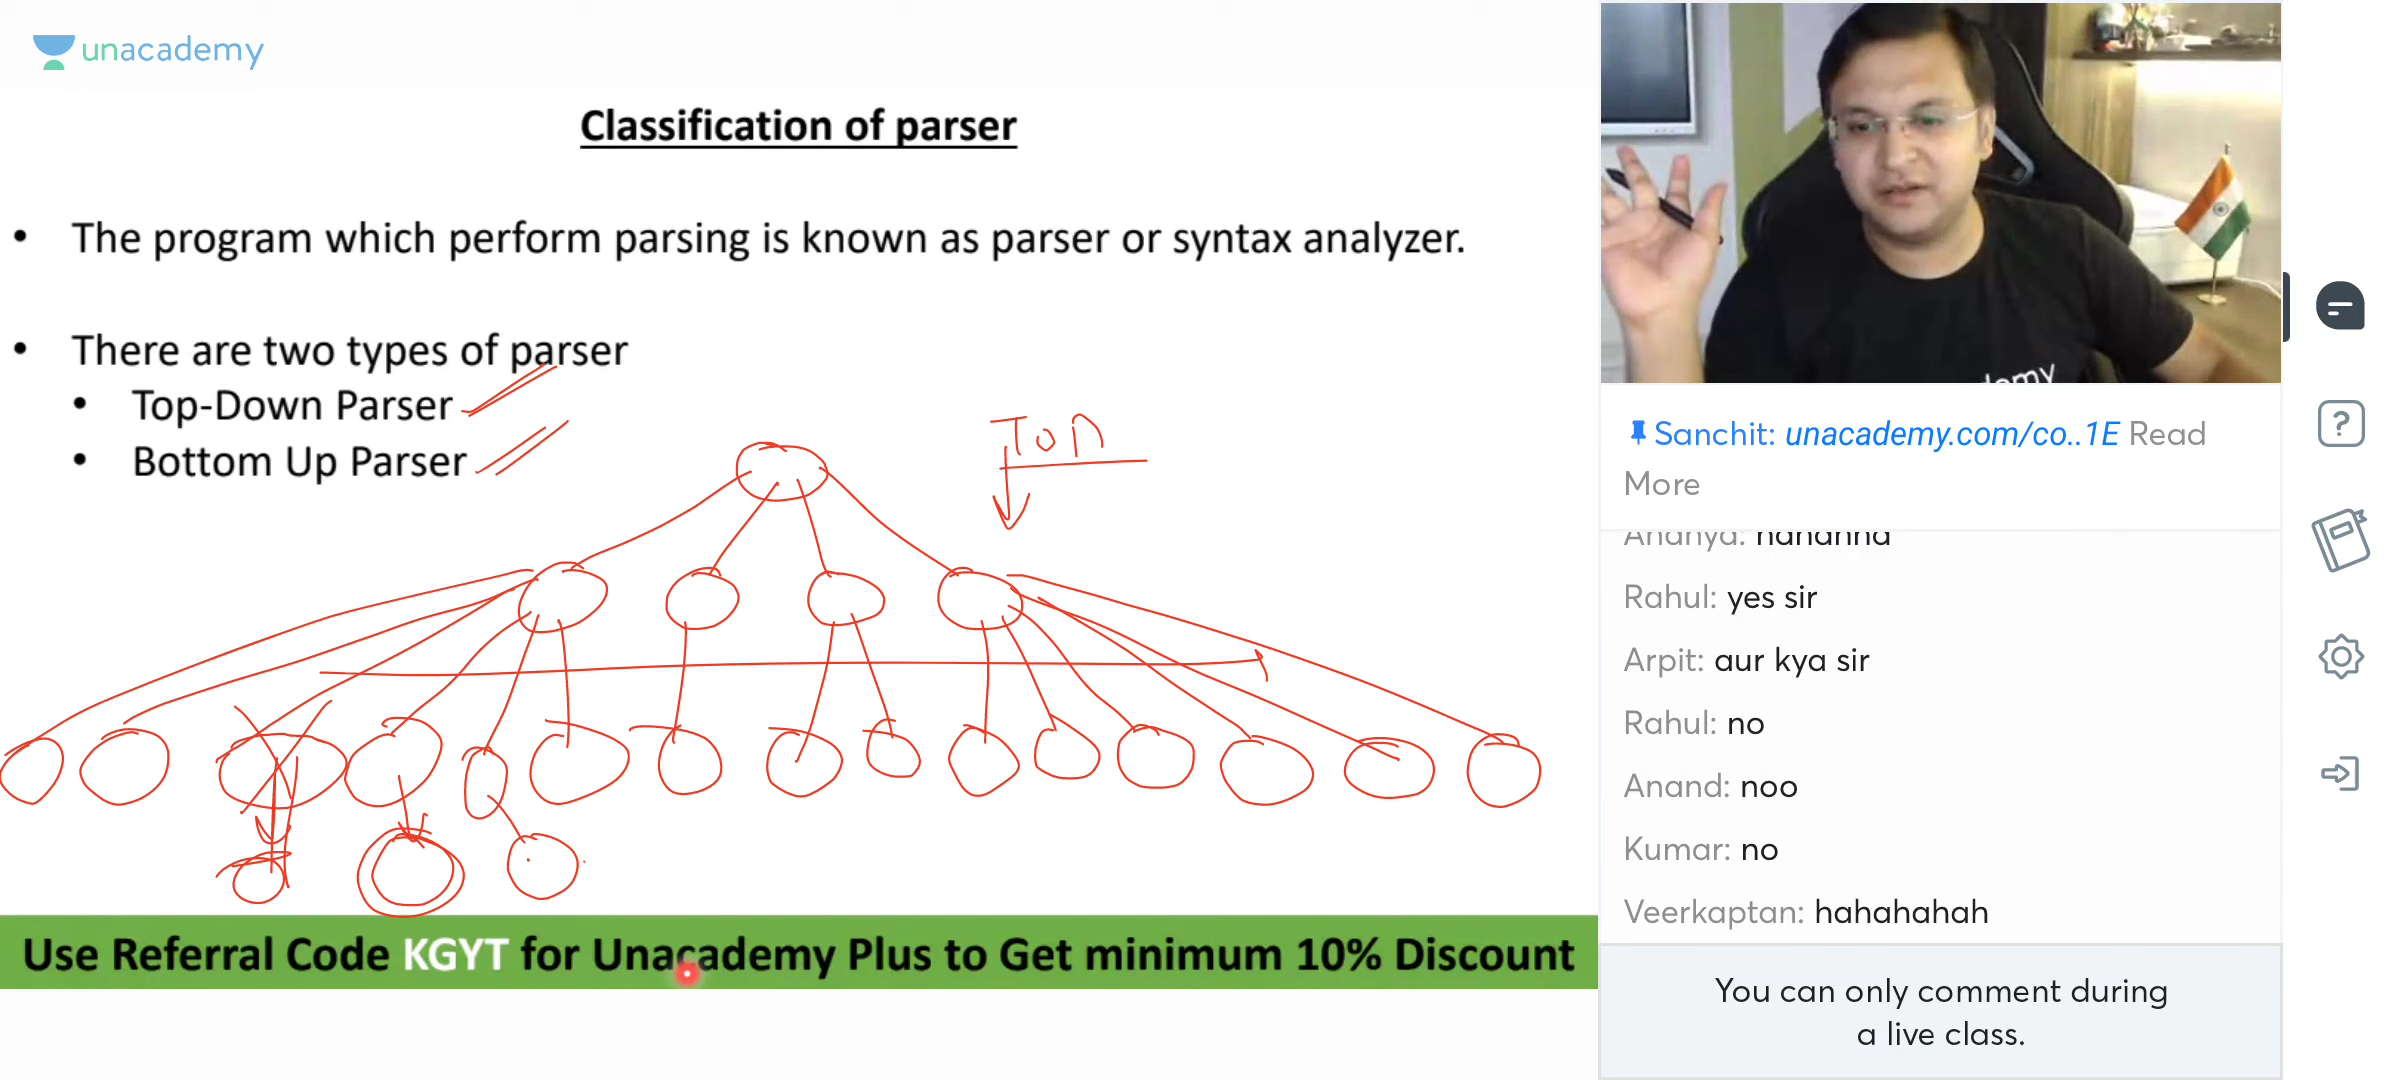 unacademy
Classification of parser
• The program which perform parsing is known as parser or syntax analyzer.
• There are two types of parser
• Top-Down Parser
• Bottom Up Parser
Top
Use Referral Code KGYT for Unacademy Plus to Get minimum 10% Discount
Sanchit: unacademy.com/co..1E Read
More
Rahul: yes sir
Arpit: aur kya sir
Rahul: no
Anand: noo
Kumar: no
Veerkaptan: hahahahah
You can only comment during
a live class.
?